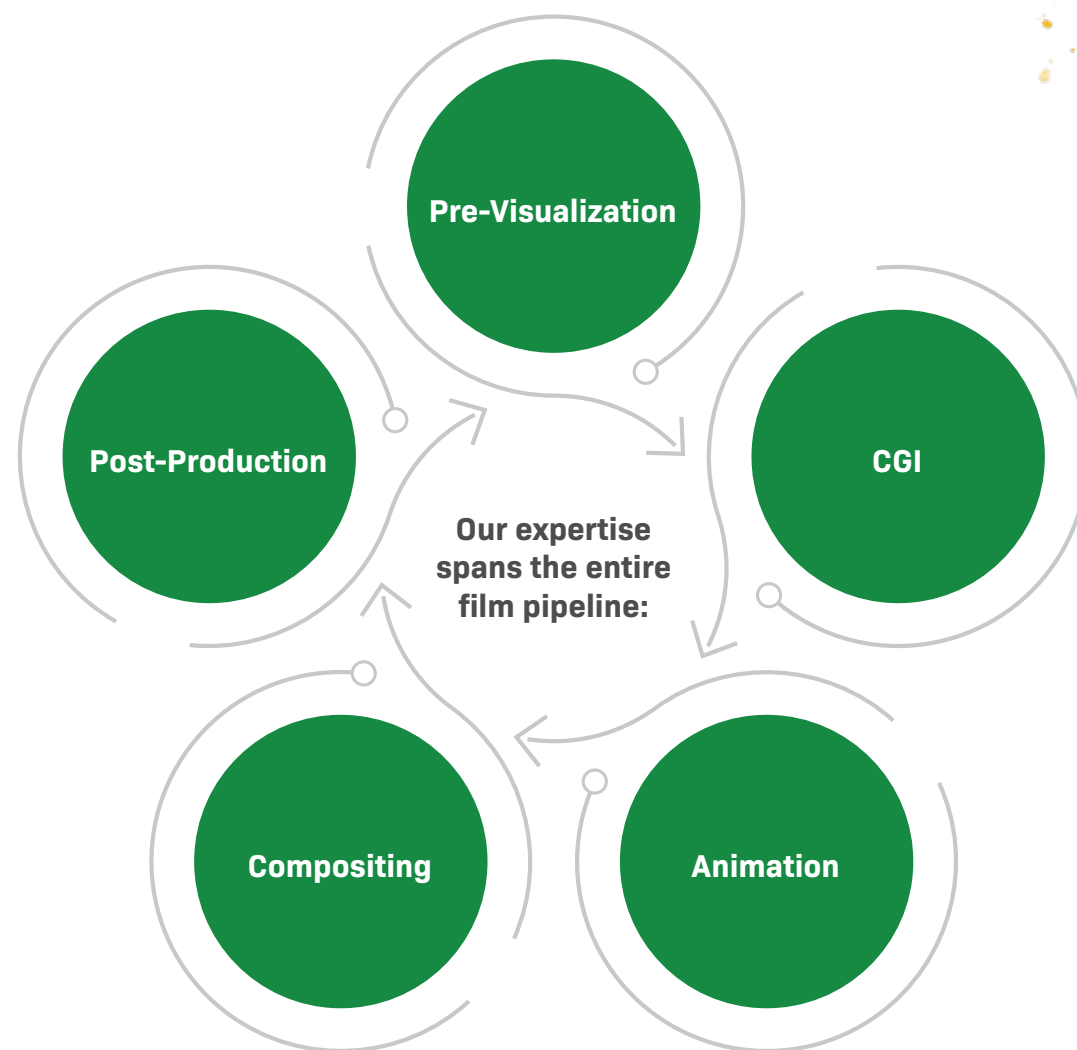 Pre-Visualization
CGI
Animation
Compositing
Post-Production
Our expertise
spans the entire
film pipeline: